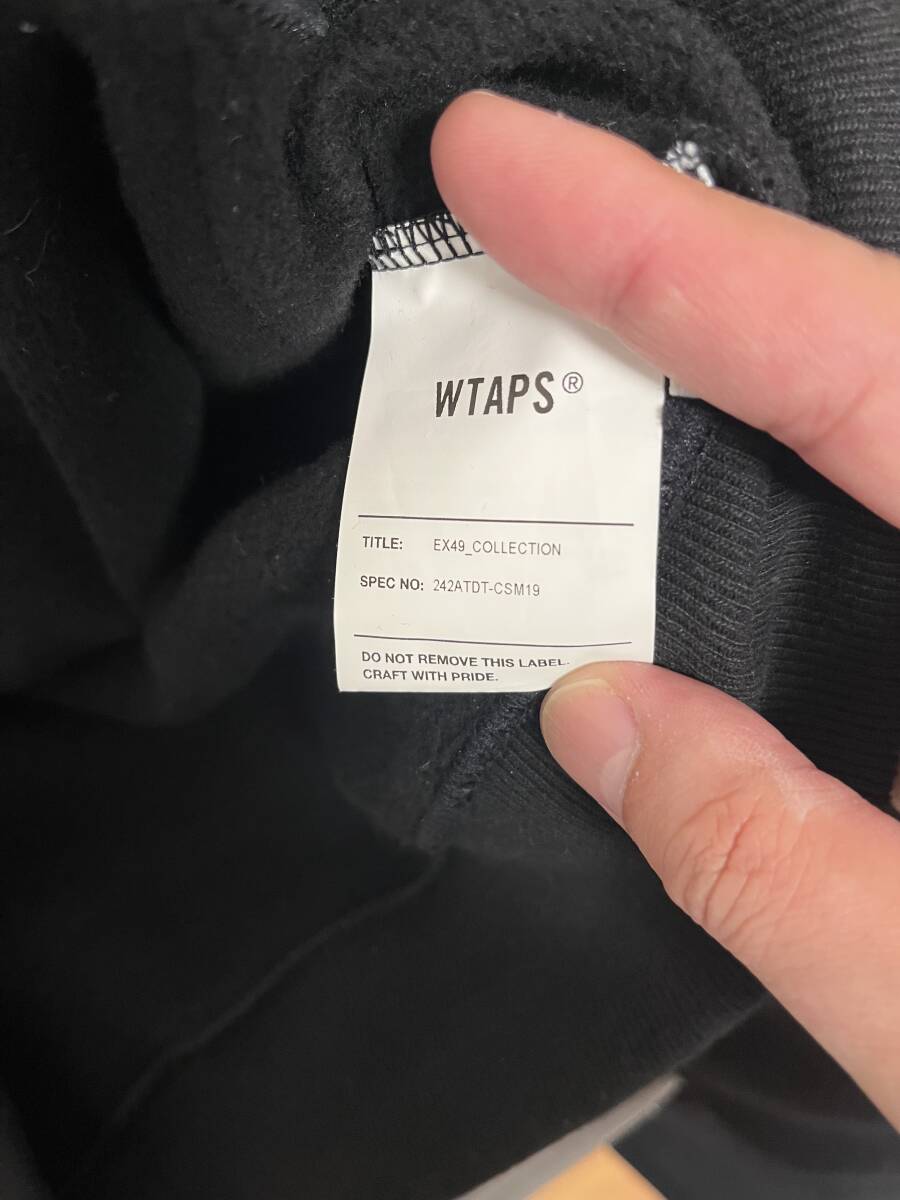 WTAPS®
TITLE: EX49_COLLECTION
SPEC NO: 242ATDT-CSM19
DO NOT REMOVE THIS LABEL.
CRAFT WITH PRIDE.